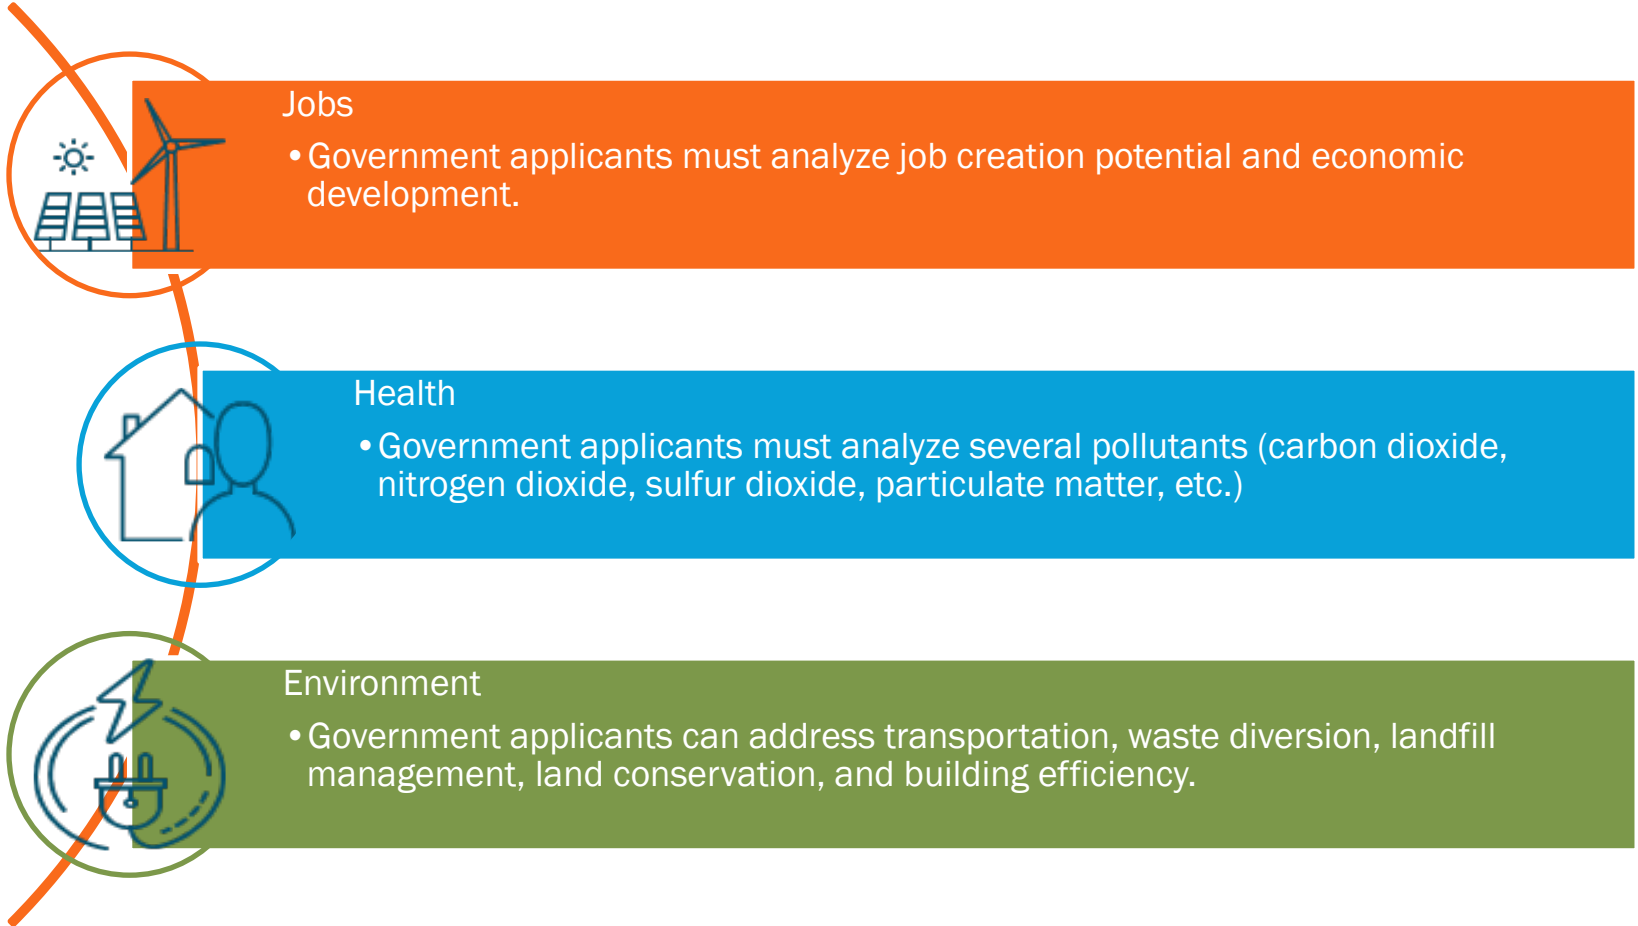 Jobs
•Government applicants must analyze job creation potential and economic
development.
Health
•Government applicants must analyze several pollutants (carbon dioxide,
nitrogen dioxide, sulfur dioxide, particulate matter, etc.)
Environment
•Government applicants can address transportation, waste diversion, landfill
management, land conservation, and building efficiency.